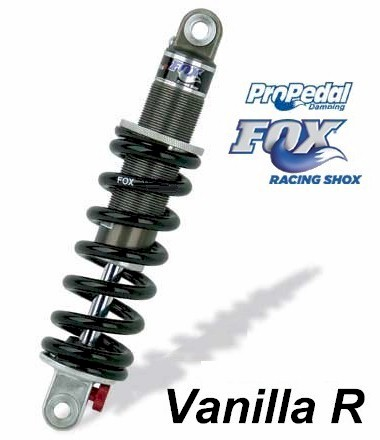 FOX
ProPedal
Damping
FOX
RACING SHOX
FOX
Vanilla R